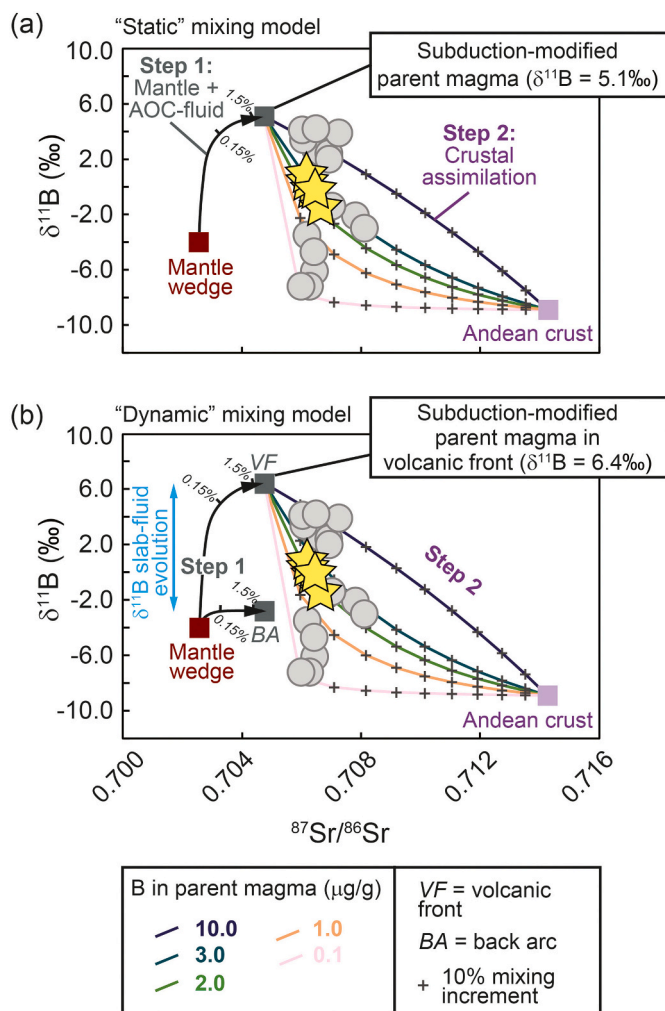 (a)
"Static" mixing model
Subduction-modified
parent magma (δ¹¹B = 5.1‰)
Step 1:
Mantle +
AOC-fluid
1.5%
0.15%
Step 2:
Crustal
assimilation
Mantle
wedge
Andean crust
δ¹¹B (‰)
10.0
6.0
2.0
-2.0
-6.0
-10.0
(b)
"Dynamic" mixing model
Subduction-modified
parent magma in
volcanic front (δ¹¹B = 6.4‰)
δ¹¹B slab-fluid
evolution
1.5%
VF
0.15%
Step 1
1.5%
0.15%
BA
Step 2
Mantle
wedge
Andean crust
δ¹¹B (‰)
10.0
6.0
2.0
-2.0
-6.0
-10.0
0.700
0.704
0.708
0.712
0.716
⁸⁷Sr/⁸⁶Sr
B in parent magma (μg/g)
10.0
3.0
2.0
1.0
0.1
VF = volcanic
front
BA = back arc
+ 10% mixing
increment